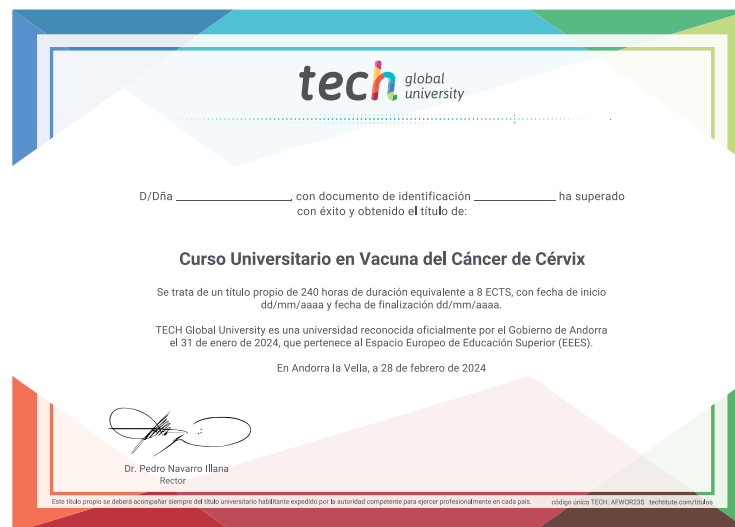 tech global university
D/Dña ____________________, con documento de identificación ______________ ha superado
con éxito y obtenido el título de:
Curso Universitario en Vacuna del Cáncer de Cérvix
Se trata de un título propio de 240 horas de duración equivalente a 8 ECTS, con fecha de inicio
dd/mm/aaaa y fecha de finalización dd/mm/aaaa.
TECH Global University es una universidad reconocida oficialmente por el Gobierno de Andorra
el 31 de enero de 2024, que pertenece al Espacio Europeo de Educación Superior (EEES).
En Andorra la Vella, a 28 de febrero de 2024
Dr. Pedro Navarro Illana
Rector
Este título propio se deberá acompañar siempre del título universitario habilitante expedido por la autoridad competente para ejercer profesionalmente en cada país. código único TECH: AFWOR23S techtitute.com/titulos